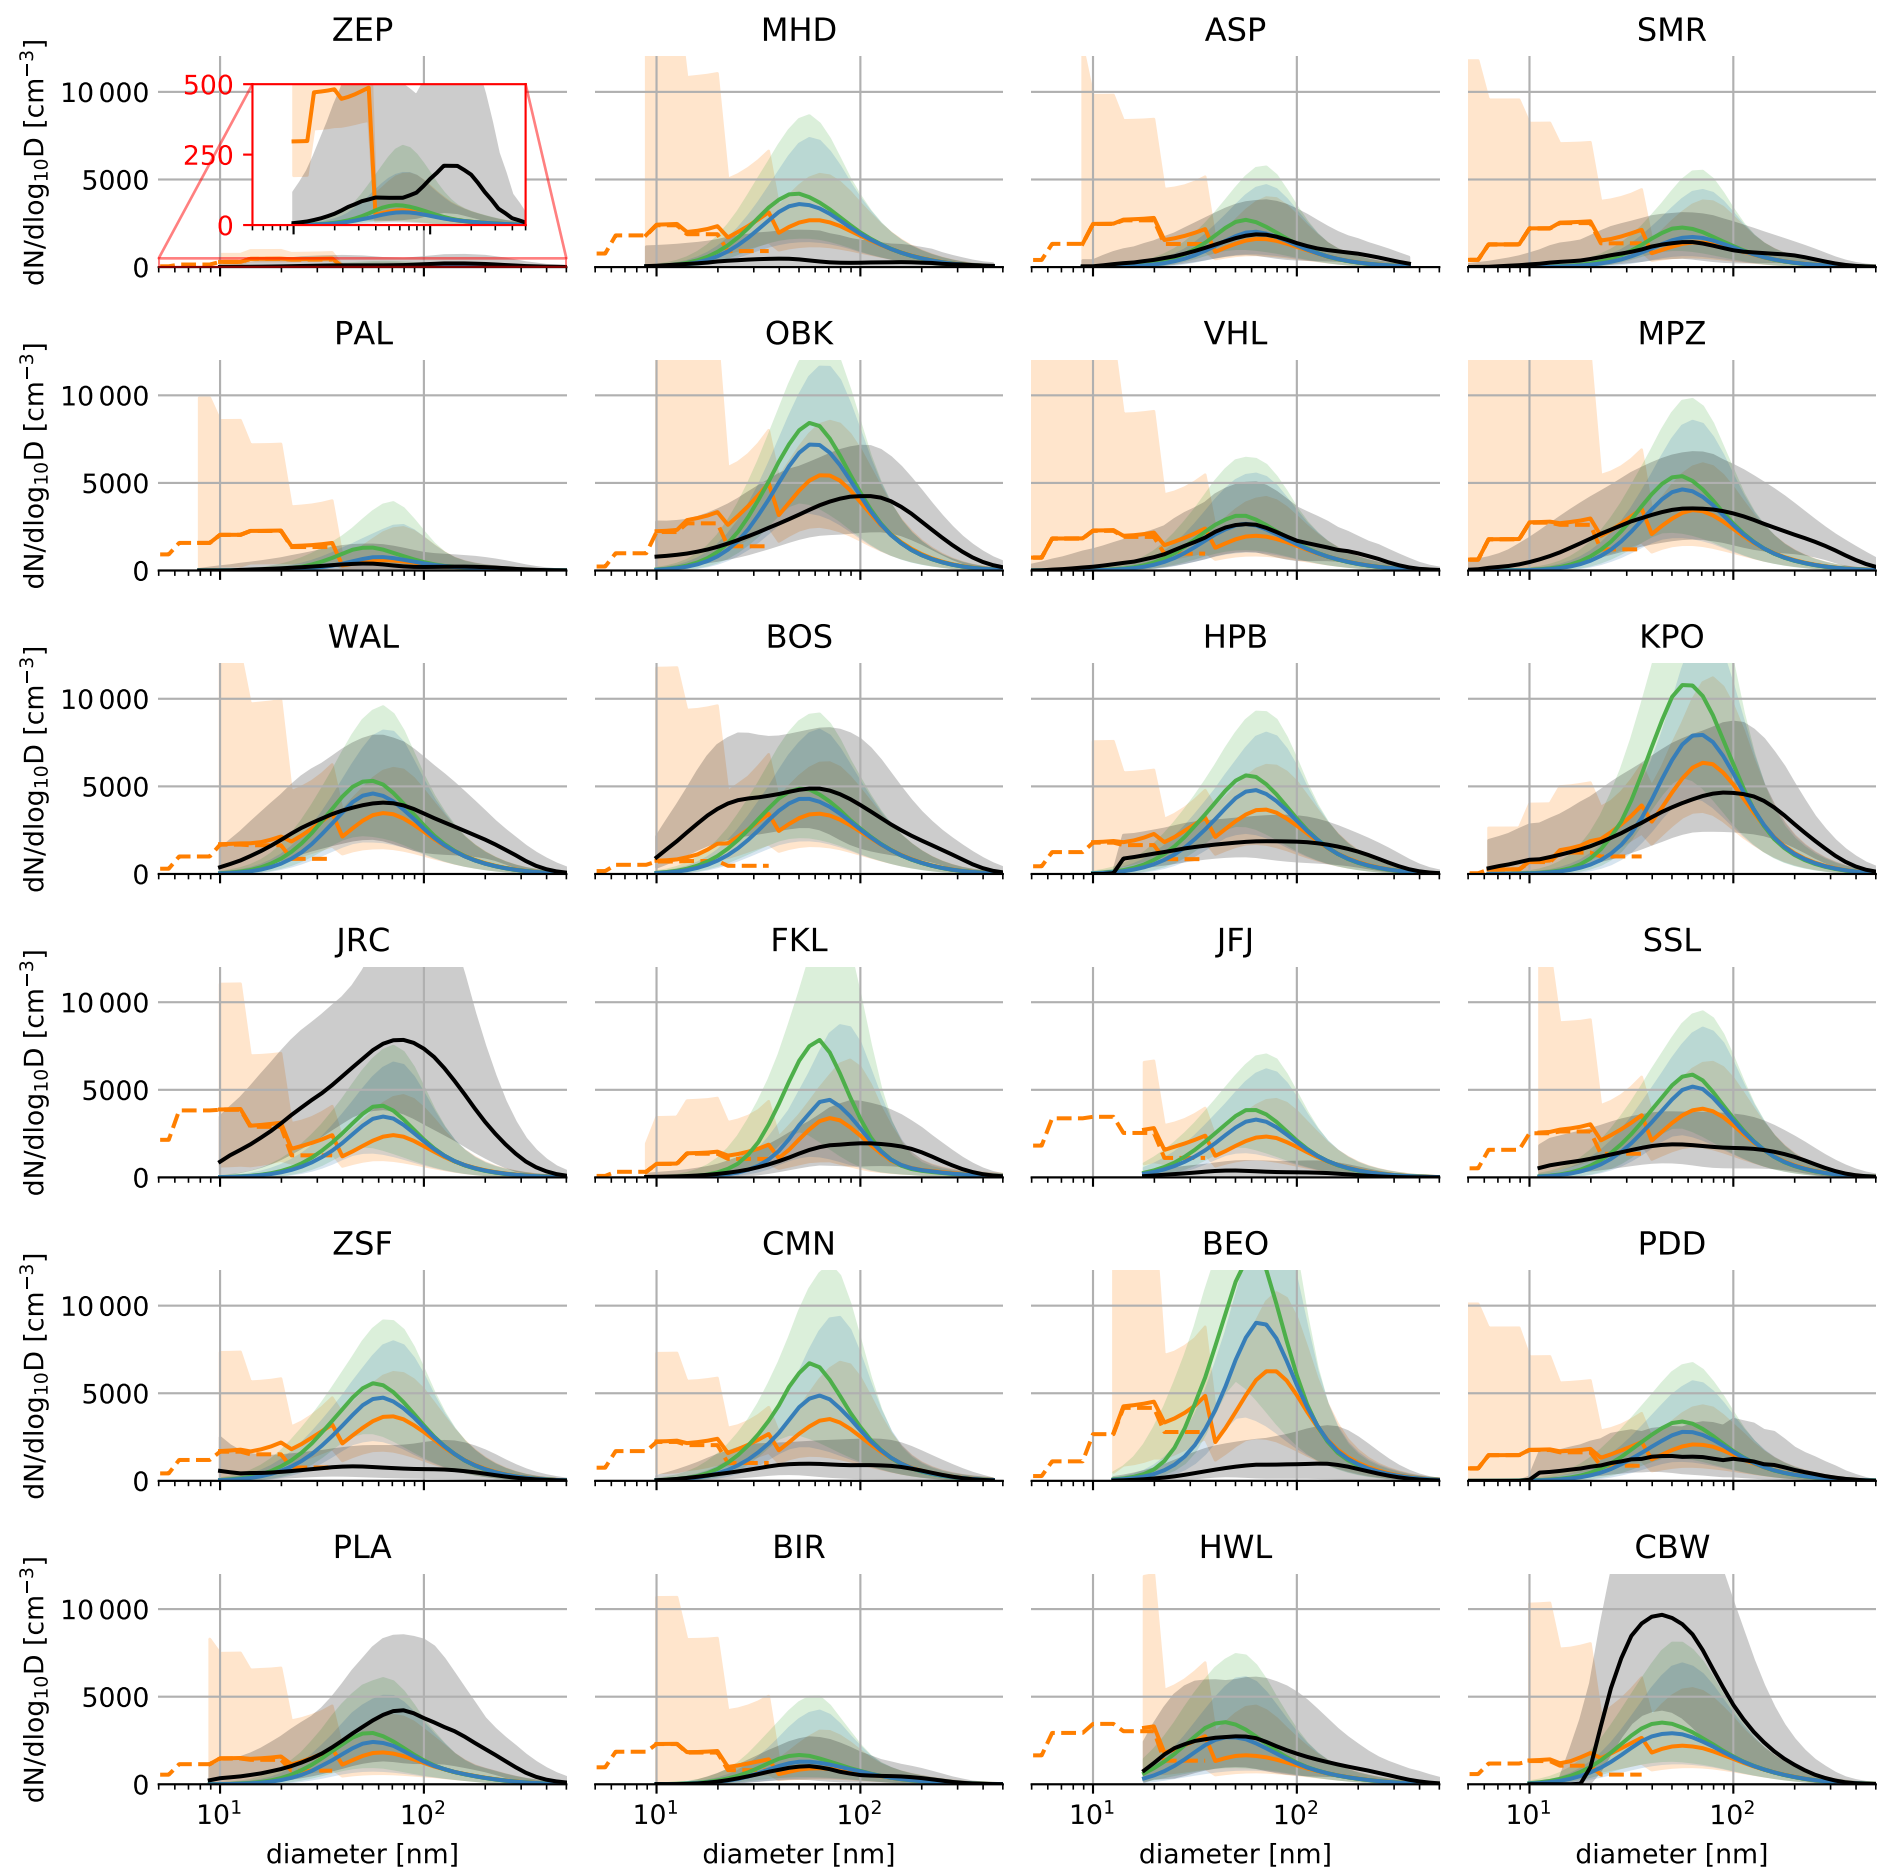 ZEP MHD ASP SMR
dN/dlog₁₀D [cm⁻³]
10 000
5000
0
500
250
0
PAL OBK VHL MPZ
dN/dlog₁₀D [cm⁻³]
10 000
5000
0
WAL BOS HPB KPO
dN/dlog₁₀D [cm⁻³]
10 000
5000
0
JRC FKL JFJ SSL
dN/dlog₁₀D [cm⁻³]
10 000
5000
0
ZSF CMN BEO PDD
dN/dlog₁₀D [cm⁻³]
10 000
5000
0
PLA BIR HWL CBW
dN/dlog₁₀D [cm⁻³]
10 000
5000
0
10¹ 10² 10¹ 10² 10¹ 10² 10¹ 10²
diameter [nm] diameter [nm] diameter [nm] diameter [nm]